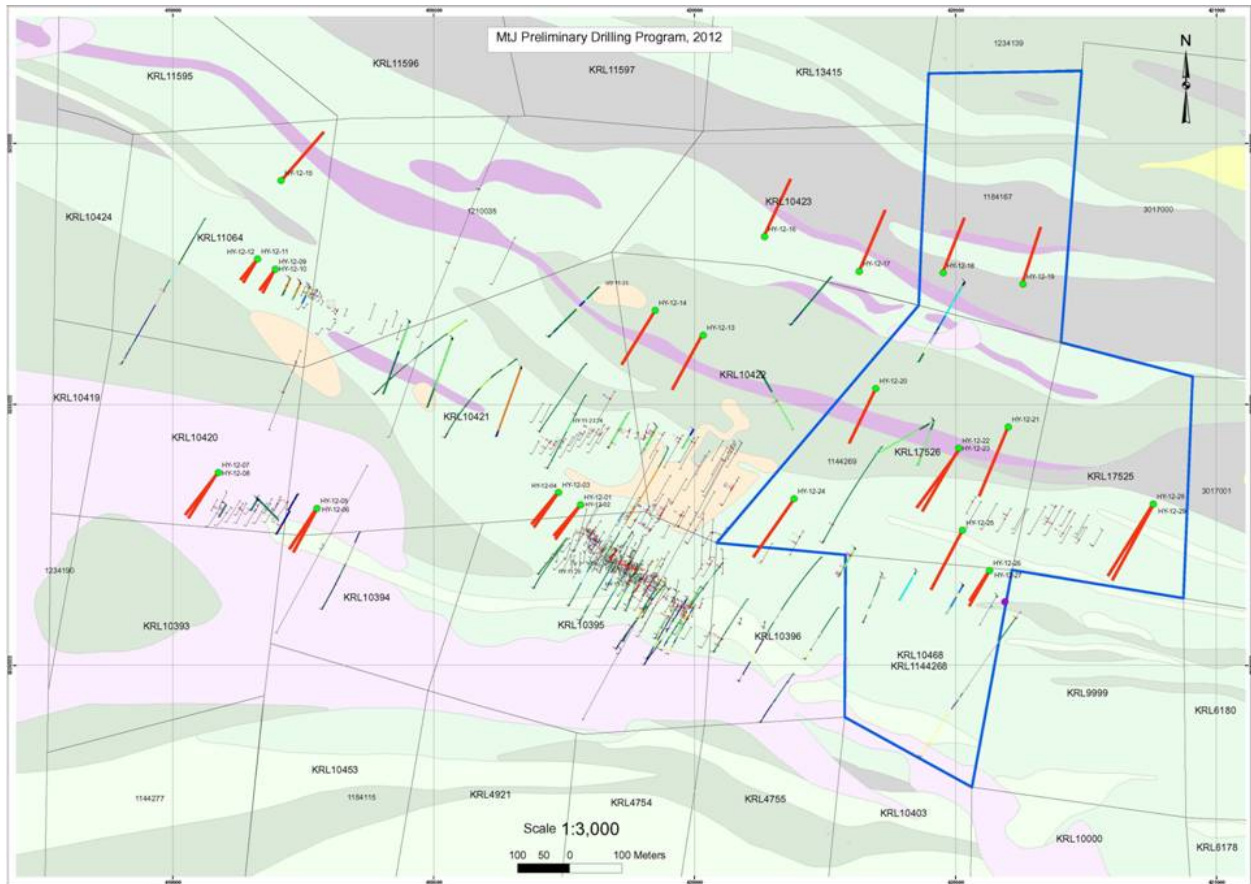 MtJ Preliminary Drilling Program, 2012
N
1234139
KRL11596
KRL11597
KRL13415
KRL11595
HY-12-15
KRL10423
1184167
1210035
3017000
KRL10424
KRL11064
HY-12-16
HY-12-12
HY-12-11
HY-12-09
HY-12-10
HY-12-17
HY-12-18
HY-12-19
HY-12-14
HY-12-13
KRL10422
KRL10419
HY-12-20
KRL10421
KRL10420
HY-12-21
HY-12-22
HY-12-23
KRL17526
1144269
HY-12-07
HY-12-08
KRL17525
3017001
HY-12-04
HY-12-03
HY-12-01
HY-12-02
HY-12-24
HY-12-28
HY-12-29
HY-12-05
HY-12-06
HY-12-25
1234190
HY-12-26
HY-12-27
KRL10394
KRL10393
KRL10395
KRL10396
KRL10468
KRL1144268
KRL9999
KRL6180
KRL10453
1144277
1184115
KRL4921
KRL4754
KRL4755
KRL10403
KRL10000
KRL6178
Scale 1:3,000
100 50 0 100 Meters